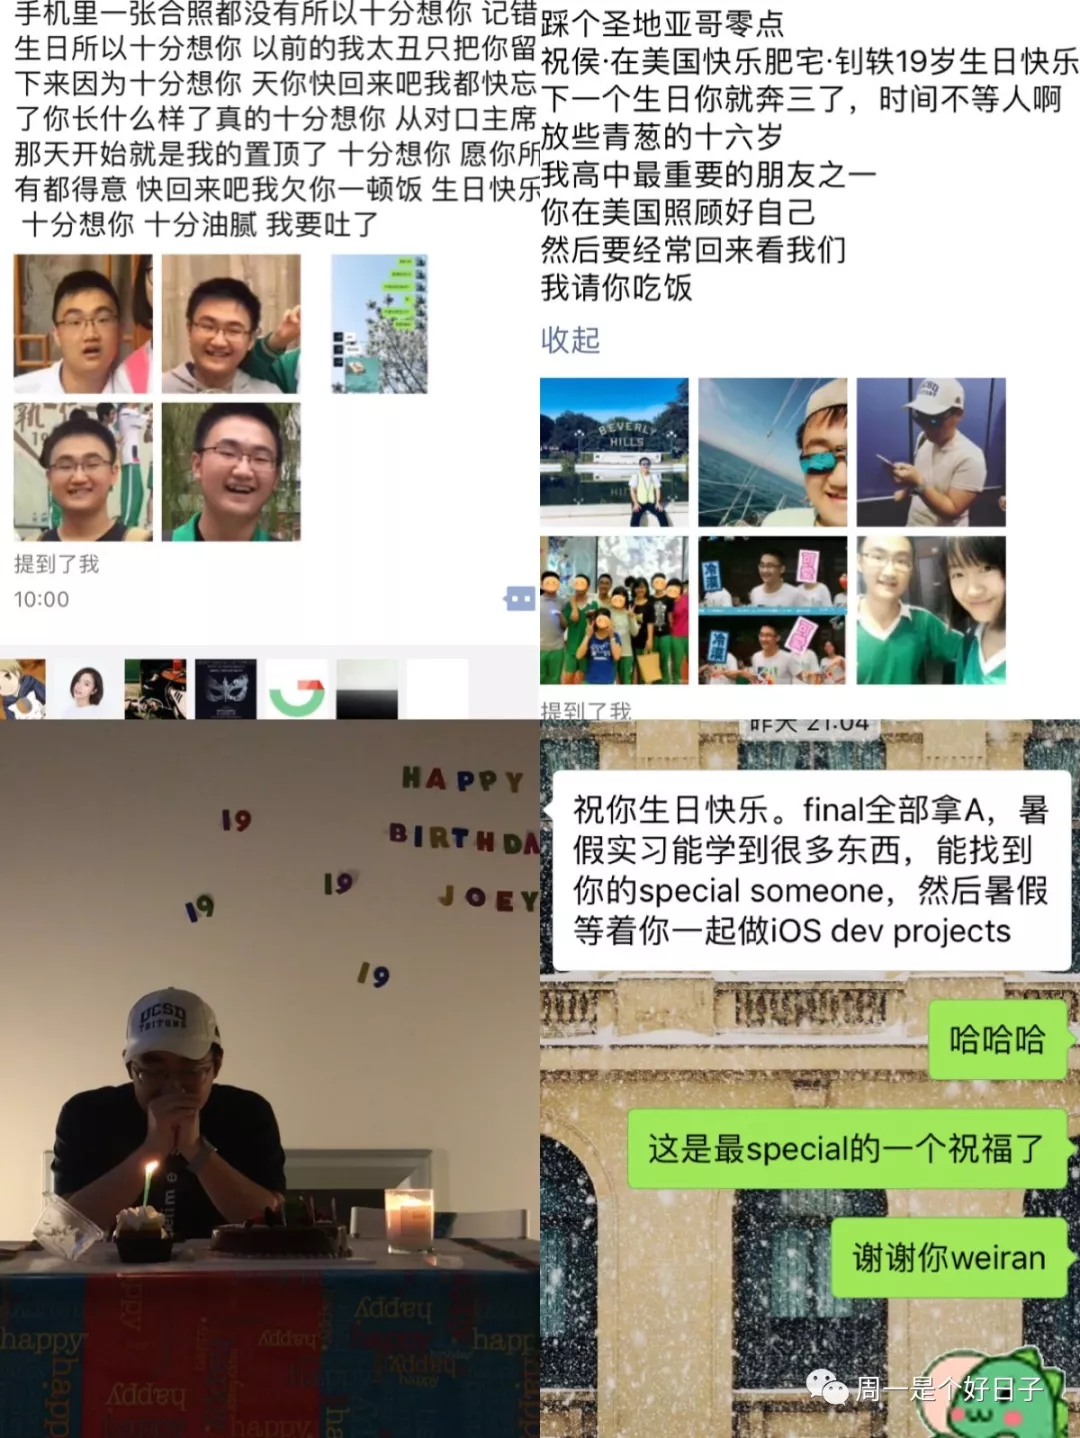 手机里一张合照都没有所以十分想你 记错
生日所以十分想你 以前的我太丑只把你留
下来因为十分想你 天你快回来吧我都快忘
了你长什么样了真的十分想你 从对口主席
那天开始就是我的置顶了 十分想你 愿你所
有都得意 快回来吧我欠你一顿饭 生日快乐
十分想你 十分油腻 我要吐了
提到了我
10:00
踩个圣地亚哥零点
祝侯·在美国快乐肥宅·钊轶19岁生日快乐
下一个生日你就奔三了，时间不等人啊
放些青葱的十六岁
我高中最重要的朋友之一
你在美国照顾好自己
然后要经常回来看我们
我请你吃饭
收起
BEVERLY
HILLS
UCSD
冷漠
可爱
冷漠
可爱
提到了我
HAPPY
BIRTHDA
JOEY
19
19
19
19
UCSD
TRITONS
happy
happy
happy
happy
happy
happy
happy
昨天 21:04
祝你生日快乐。final全部拿A，暑
假实习能学到很多东西，能找到
你的special someone，然后暑假
等着你一起做iOS dev projects
哈哈哈
这是最special的一个祝福了
谢谢你weiran
周一是个好日子